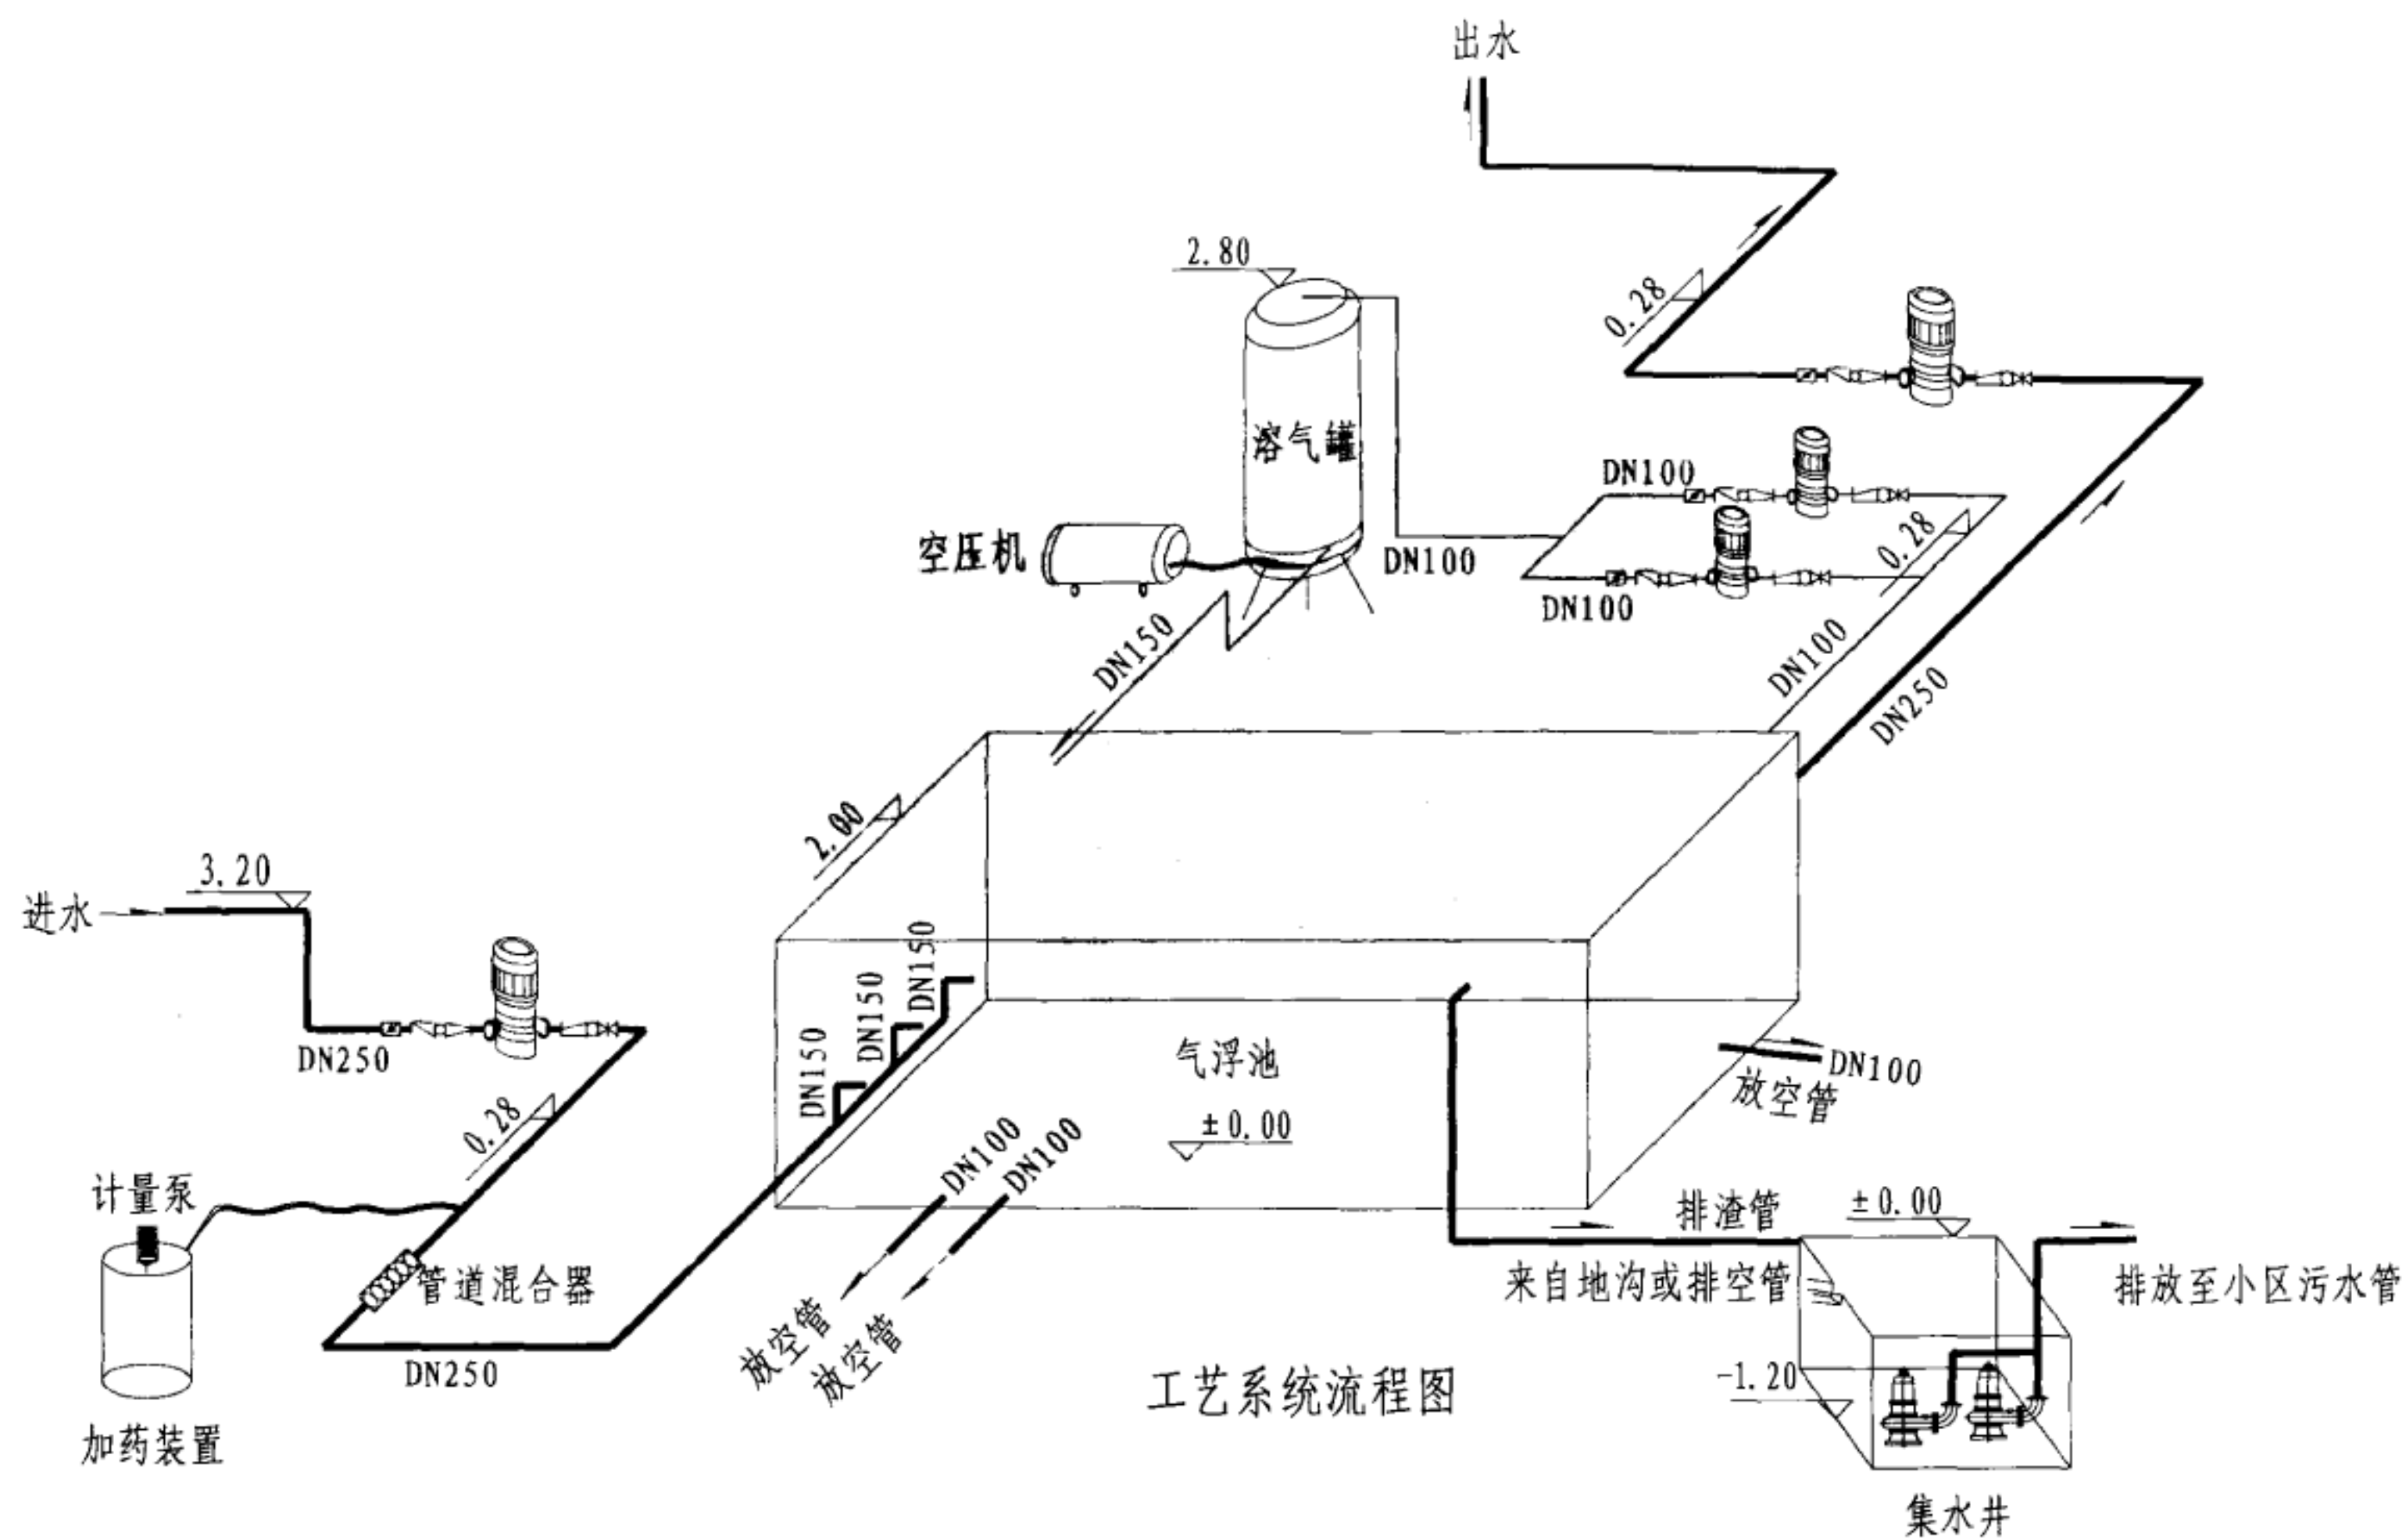 出水
2.80
0.28
溶气罐
DN100
空压机
DN100
0.28
DN100
DN150
DN100
DN250
2.00
3.20
进水
DN150
DN150
DN150
DN250
气浮池
DN100
放空管
0.28
±0.00
DN100
DN100
计量泵
排渣管
±0.00
管道混合器
来自地沟或排空管
排放至小区污水管
放空管
放空管
DN250
工艺系统流程图
-1.20
加药装置
集水井